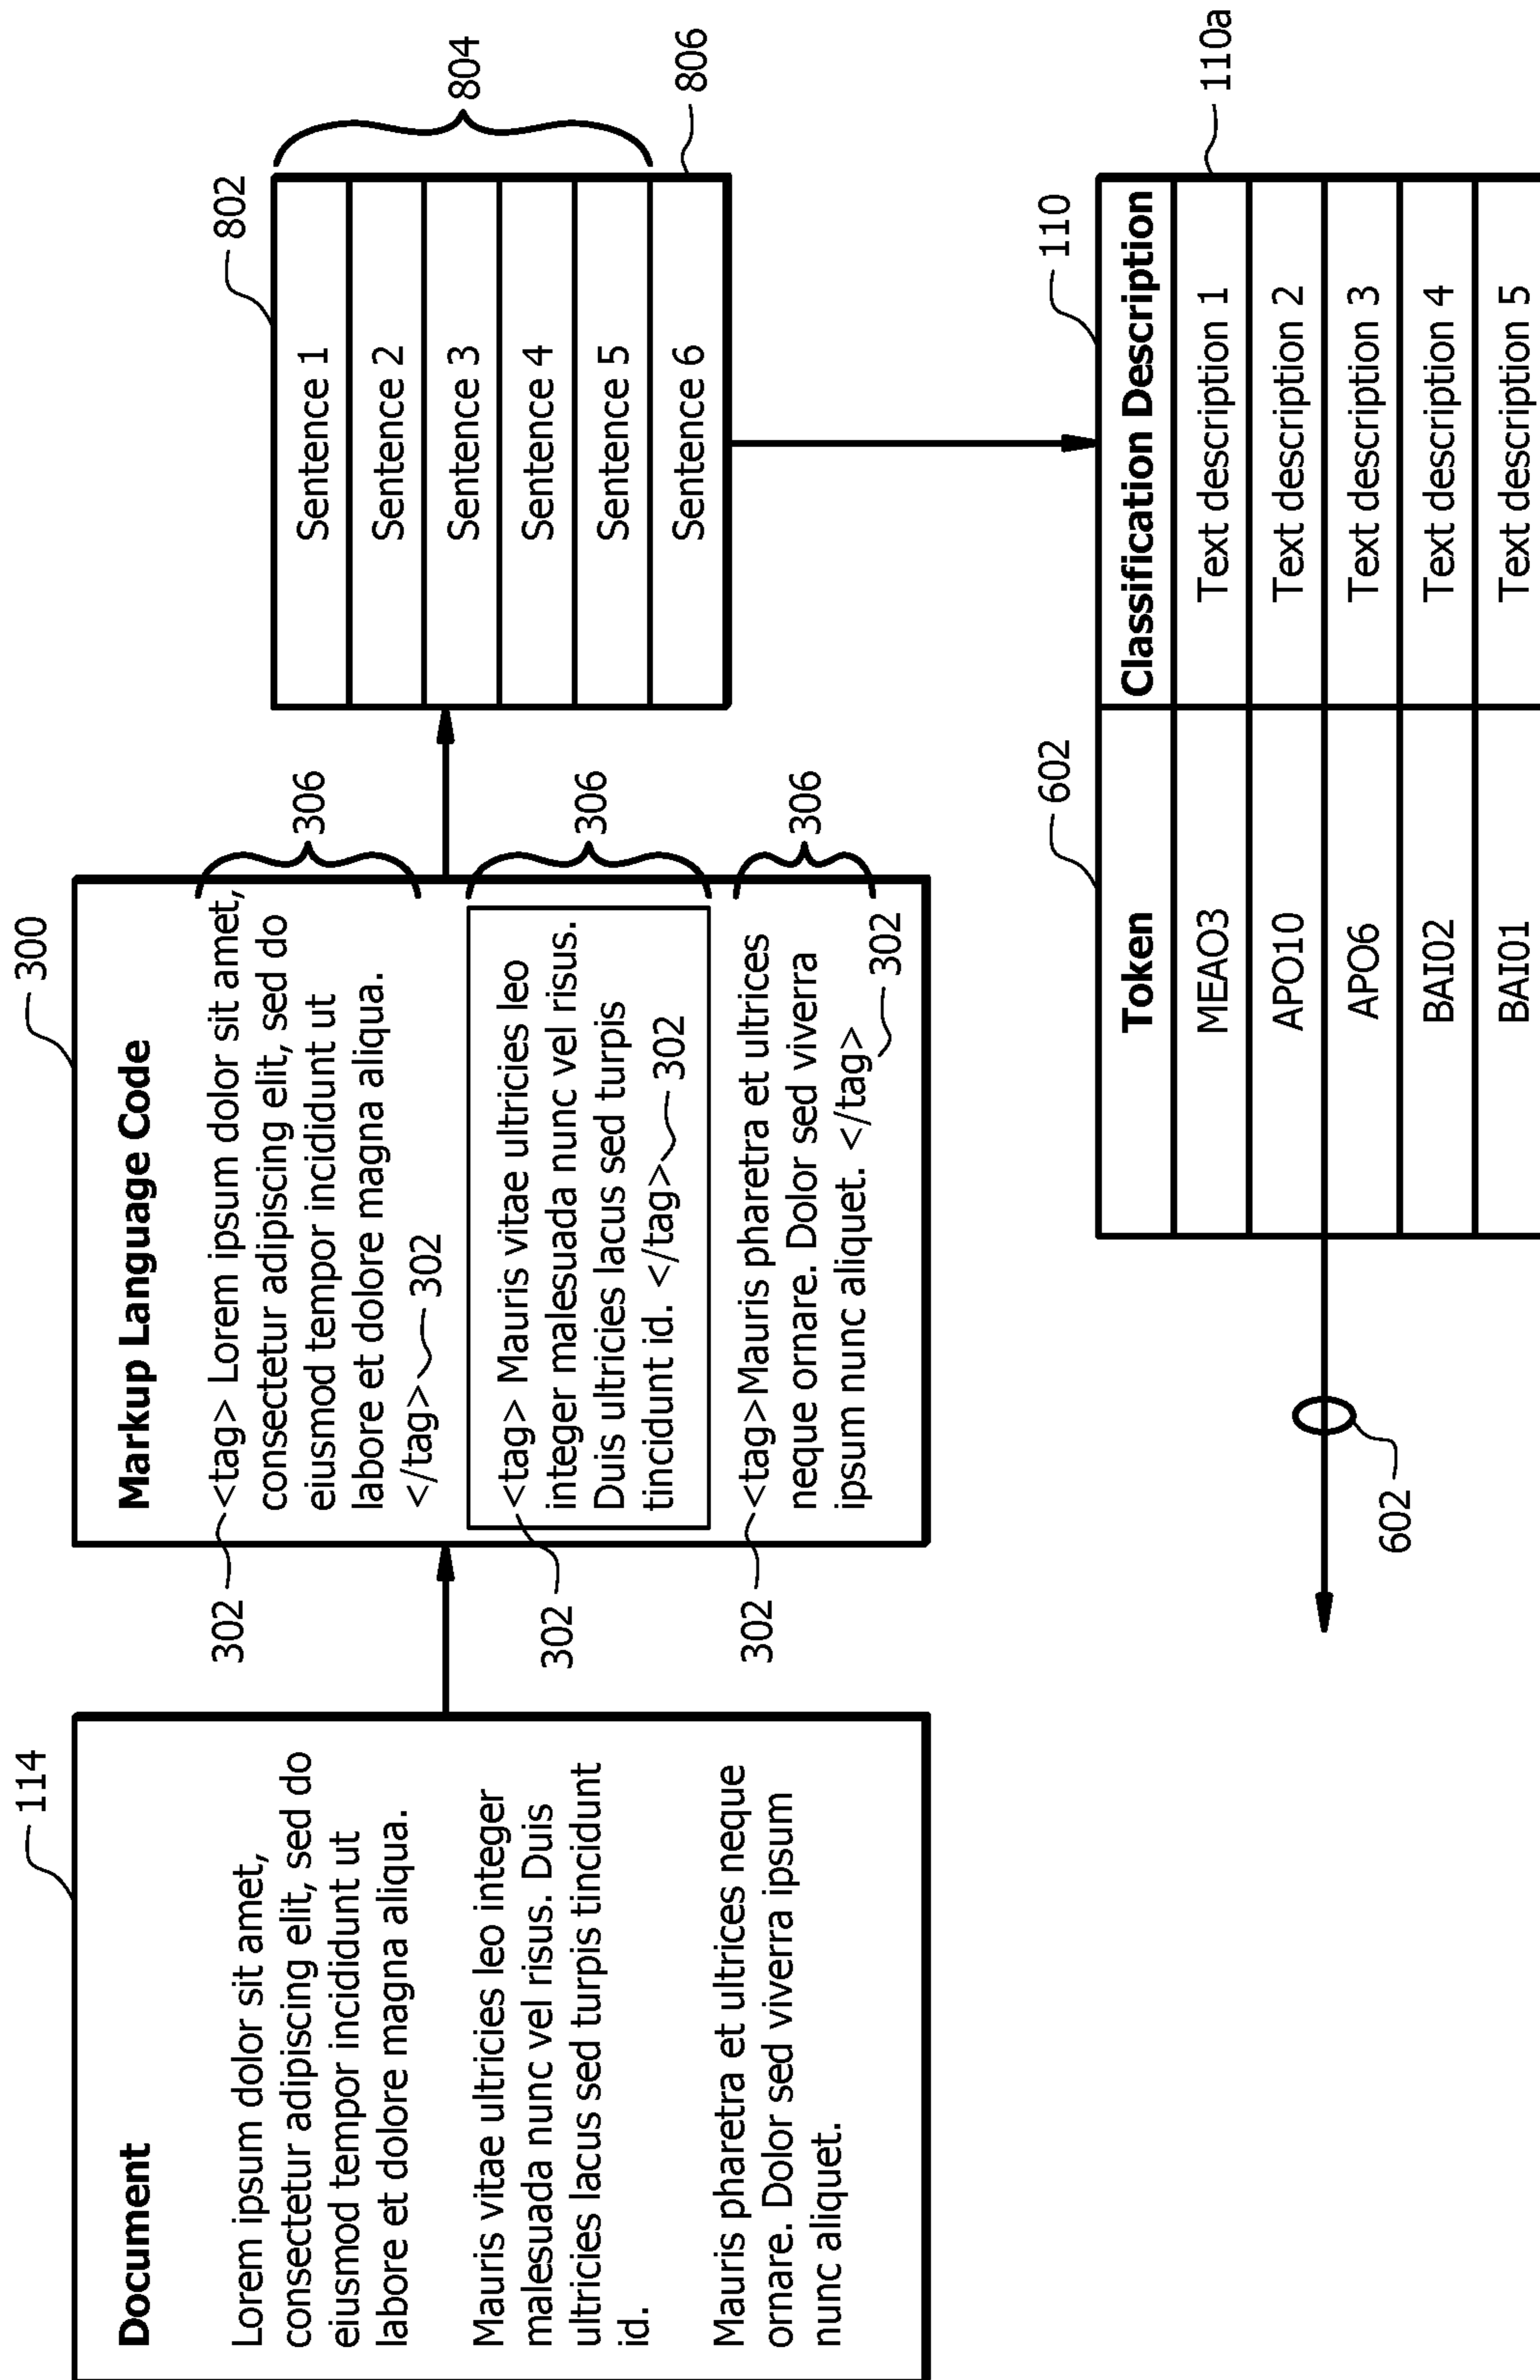 114
Document
Lorem ipsum dolor sit amet,
consectetur adipiscing elit, sed do
eiusmod tempor incididunt ut
labore et dolore magna aliqua.
Mauris vitae ultricies leo integer
malesuada nunc vel risus. Duis
ultricies lacus sed turpis tincidunt
id.
Mauris pharetra et ultrices neque
ornare. Dolor sed viverra ipsum
nunc aliquet.
300
Markup Language Code
302 <tag> Lorem ipsum dolor sit amet,
consectetur adipiscing elit, sed do
eiusmod tempor incididunt ut
labore et dolore magna aliqua.
</tag> 302
306
302 <tag> Mauris vitae ultricies leo
integer malesuada nunc vel risus.
Duis ultricies lacus sed turpis
tincidunt id. </tag> 302
306
302 <tag>Mauris pharetra et ultrices
neque ornare. Dolor sed viverra
ipsum nunc aliquet. </tag> 302
306
802
Sentence 1
Sentence 2
Sentence 3
Sentence 4
Sentence 5
Sentence 6
804
806
602
110
Token Classification Description
MEAO3 Text description 1 110a
APO10 Text description 2
APO6 Text description 3
BAI02 Text description 4
BAI01 Text description 5
602